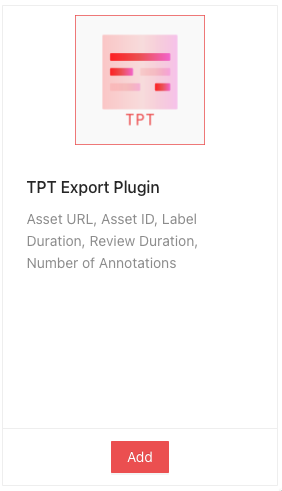 TPT
TPT Export Plugin
Asset URL, Asset ID, Label
Duration, Review Duration,
Number of Annotations
Add